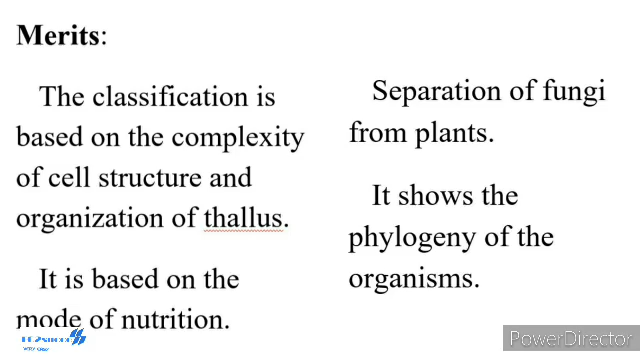 Merits:
The classification is
based on the complexity
of cell structure and
organization of thallus.
It is based on the
mode of nutrition.
Separation of fungi
from plants.
It shows the
phylogeny of the
organisms.
PowerDirector